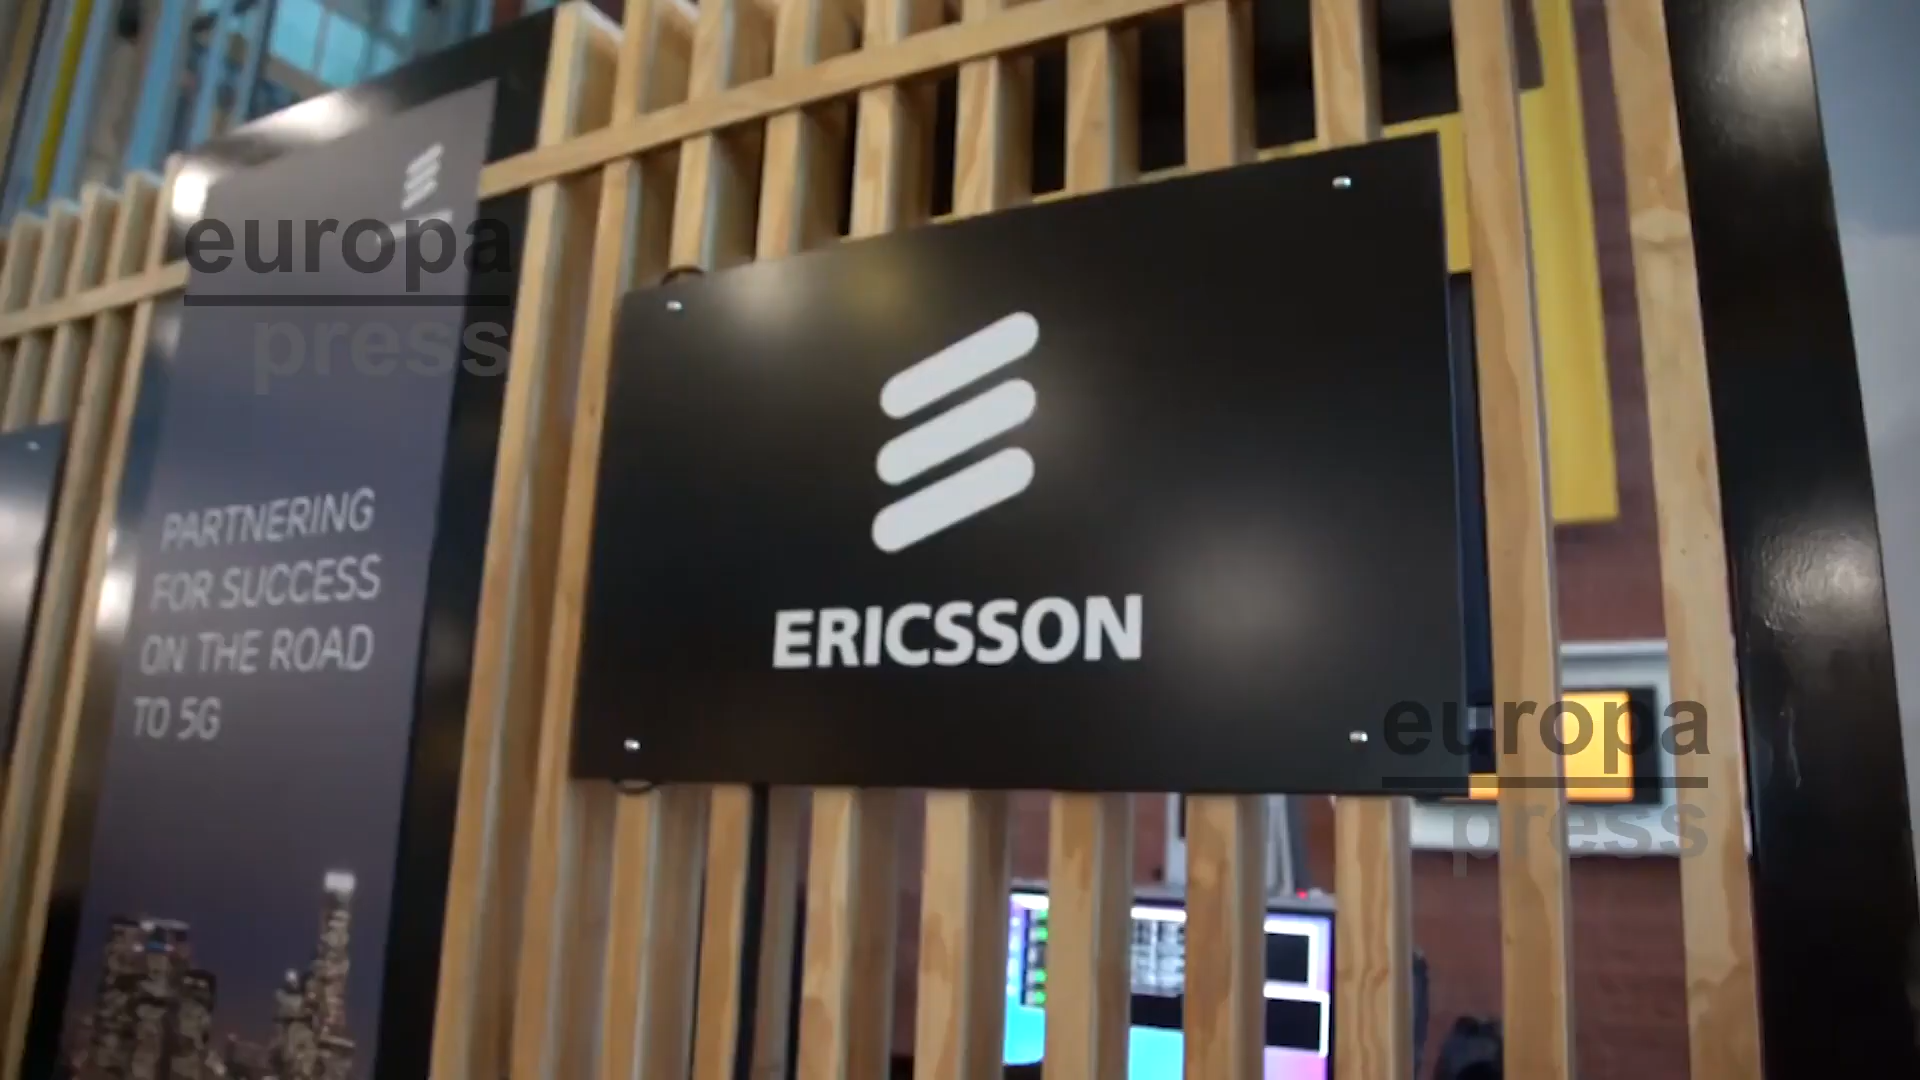 europa
press
PARTNERING
FOR SUCCESS
ON THE ROAD
TO 5G
ERICSSON
europa
press